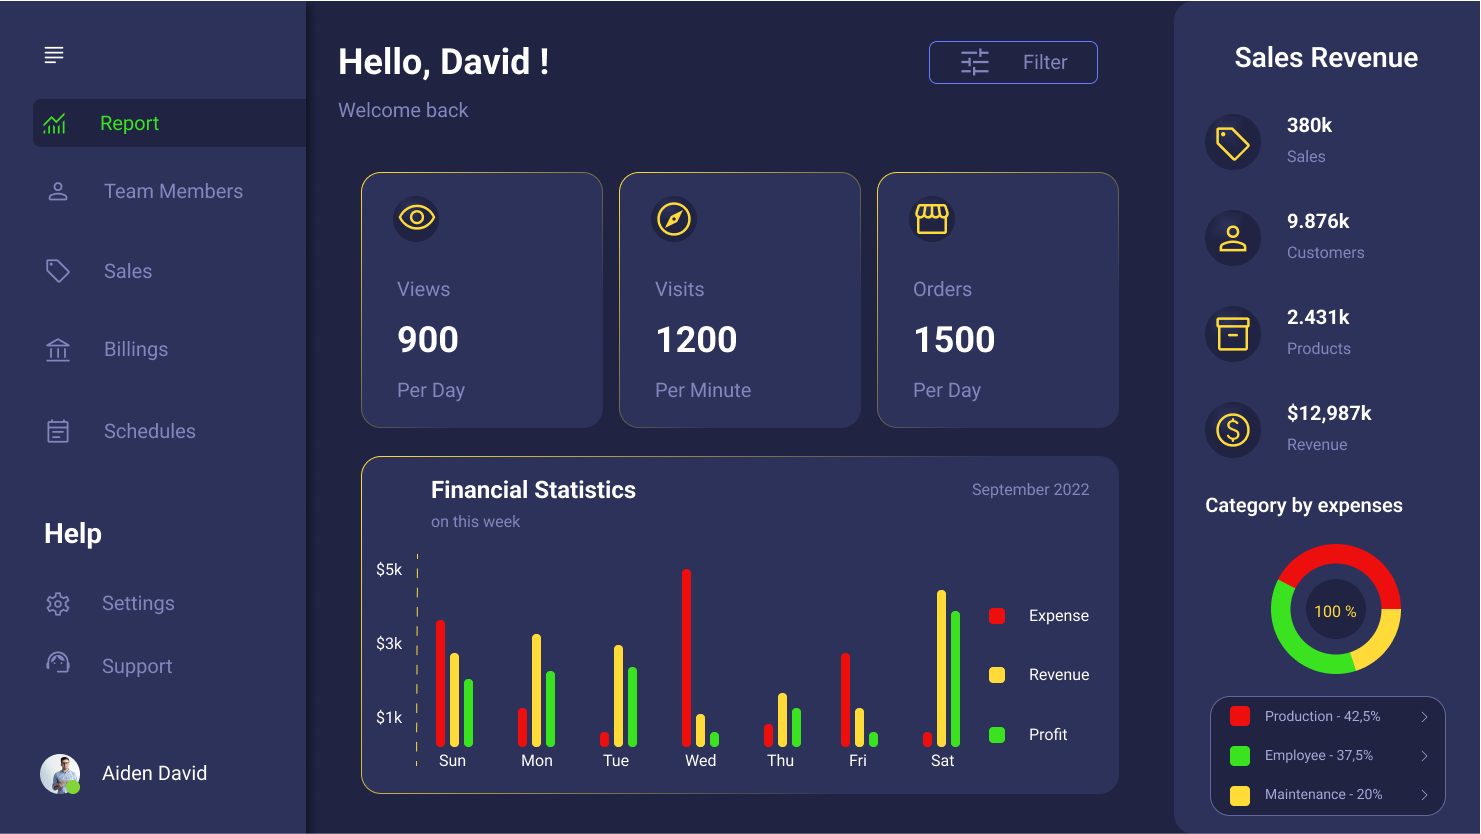 Report
Team Members
Sales
Billings
Schedules
Help
Settings
Support
Aiden David
Hello, David !
Welcome back
Filter
Views
900
Per Day
Visits
1200
Per Minute
Orders
1500
Per Day
Financial Statistics
September 2022
on this week
$5k
$3k
$1k
Sun Mon Tue Wed Thu Fri Sat
Expense
Revenue
Profit
Sales Revenue
380k
Sales
9.876k
Customers
2.431k
Products
$12,987k
Revenue
Category by expenses
100 %
Production - 42,5%
Employee - 37,5%
Maintenance - 20%